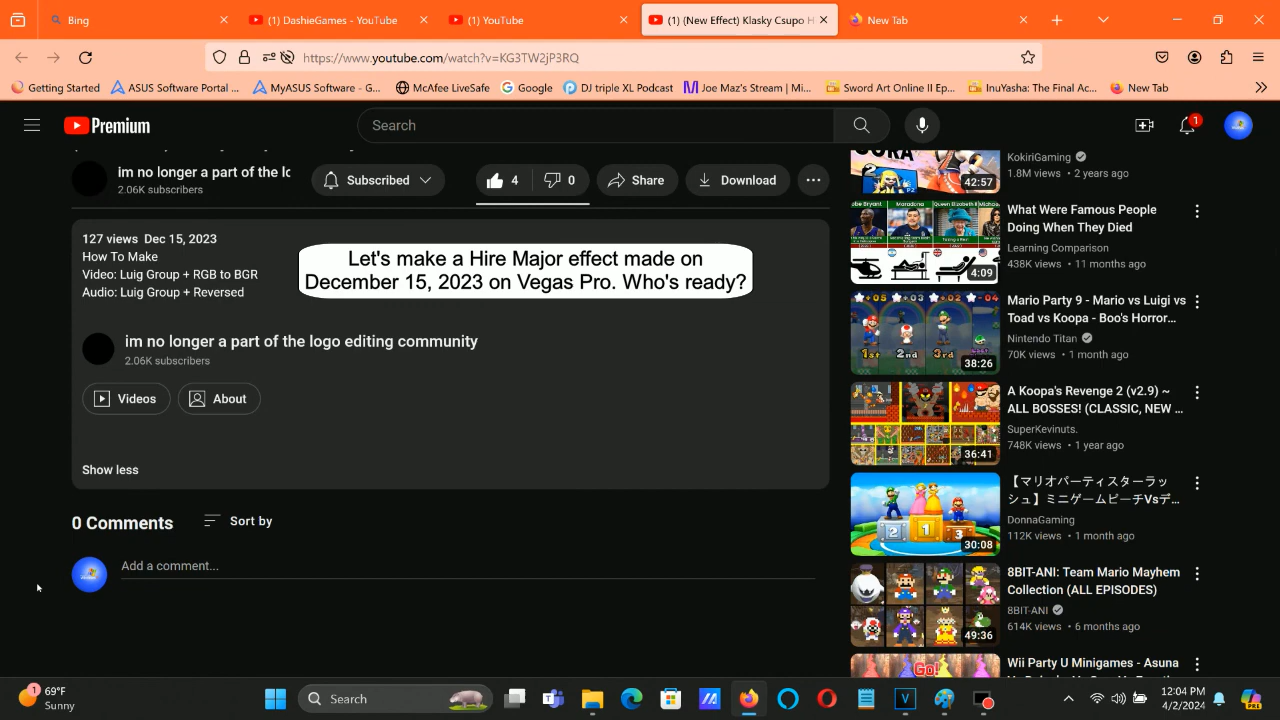 Bing
(1) DashieGames - YouTube
(1) YouTube
(1) (New Effect) Klasky Csupo H
New Tab
https://www.youtube.com/watch?v=KG3TW2jP3RQ
Getting Started
ASUS Software Portal ...
MyASUS Software - G...
McAfee LiveSafe
Google
DJ triple XL Podcast
Joe Maz's Stream | Mi...
Sword Art Online II Ep...
InuYasha: The Final Ac...
New Tab
Premium
Search
1
im no longer a part of the lo
2.06K subscribers
Subscribed
4
0
Share
Download
127 views Dec 15, 2023
How To Make
Video: Luig Group + RGB to BGR
Audio: Luig Group + Reversed
Let's make a Hire Major effect made on
December 15, 2023 on Vegas Pro. Who's ready?
im no longer a part of the logo editing community
2.06K subscribers
Videos
About
Show less
0 Comments
Sort by
Add a comment...
42:57
KokiriGaming
1.8M views • 2 years ago
4:09
What Were Famous People
Doing When They Died
Learning Comparison
438K views • 11 months ago
1st
2nd
3rd
38:26
Mario Party 9 - Mario vs Luigi vs
Toad vs Koopa - Boo's Horror...
Nintendo Titan
70K views • 1 month ago
36:41
A Koopa's Revenge 2 (v2.9) ~
ALL BOSSES! (CLASSIC, NEW ...
SuperKevinuts.
748K views • 1 year ago
2
1
3
30:08
【マリオパーティスターラッ
シュ】ミニゲームピーチVsデ...
DonnaGaming
112K views • 1 month ago
49:36
8BIT-ANI: Team Mario Mayhem
Collection (ALL EPISODES)
8BIT-ANI
614K views • 6 months ago
Go!
Wii Party U Minigames - Asuna
1
69°F
Sunny
Search
12:04 PM
4/2/2024
PRE